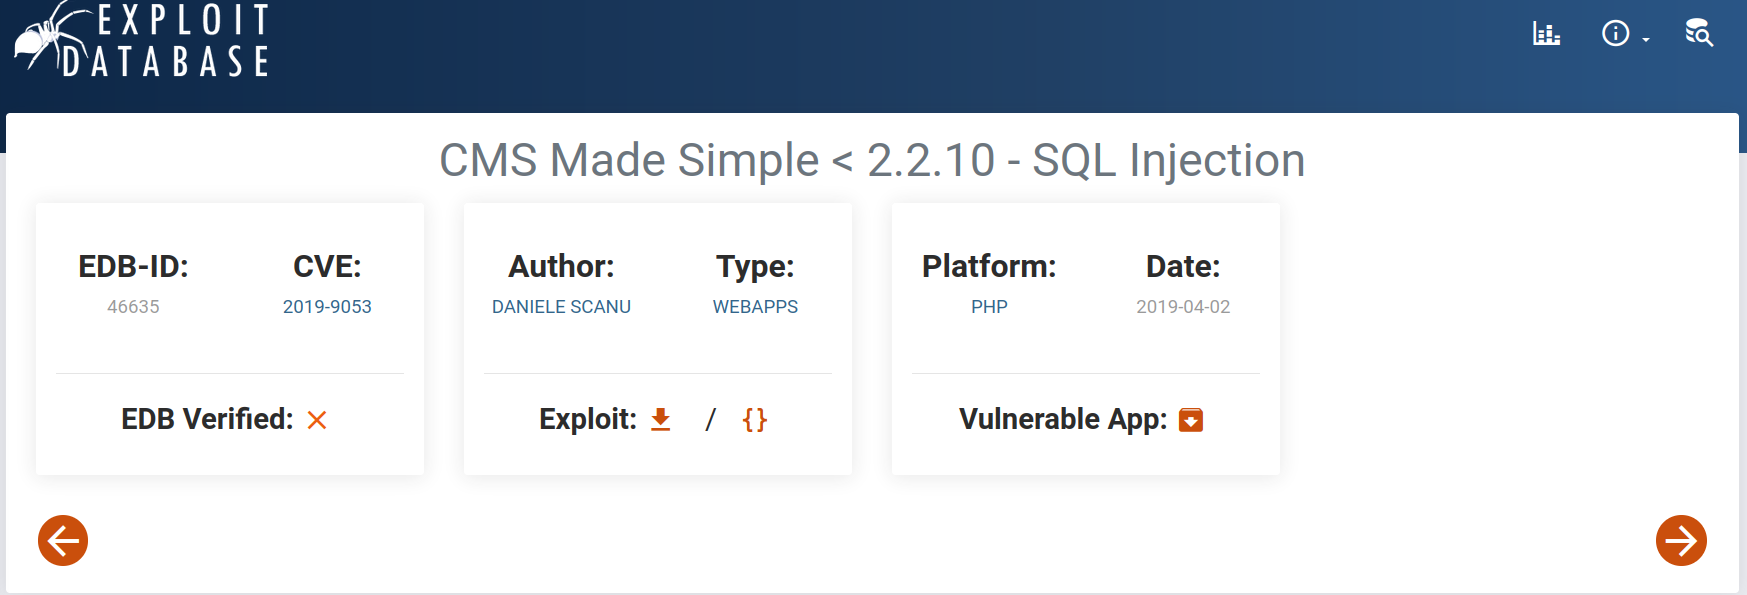 EXPLOIT
DATABASE
CMS Made Simple < 2.2.10 - SQL Injection
EDB-ID:
46635
CVE:
2019-9053
EDB Verified:
Author:
DANIELE SCANU
Type:
WEBAPPS
Exploit: / {}
Platform:
PHP
Date:
2019-04-02
Vulnerable App: